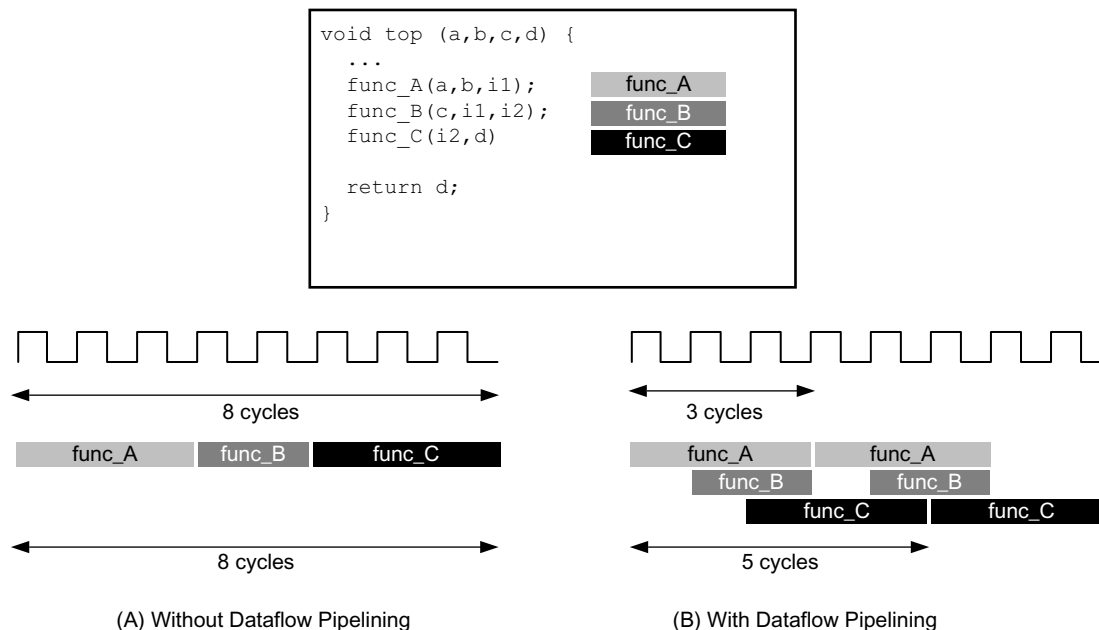 void top (a,b,c,d) {
...
func_A(a,b,i1);
func_B(c,i1,i2);
func_C(i2,d)
return d;
}
func_A
func_B
func_C
8 cycles
func_A func_B func_C
8 cycles
(A) Without Dataflow Pipelining
3 cycles
func_A func_A
func_B func_B
func_C func_C
5 cycles
(B) With Dataflow Pipelining